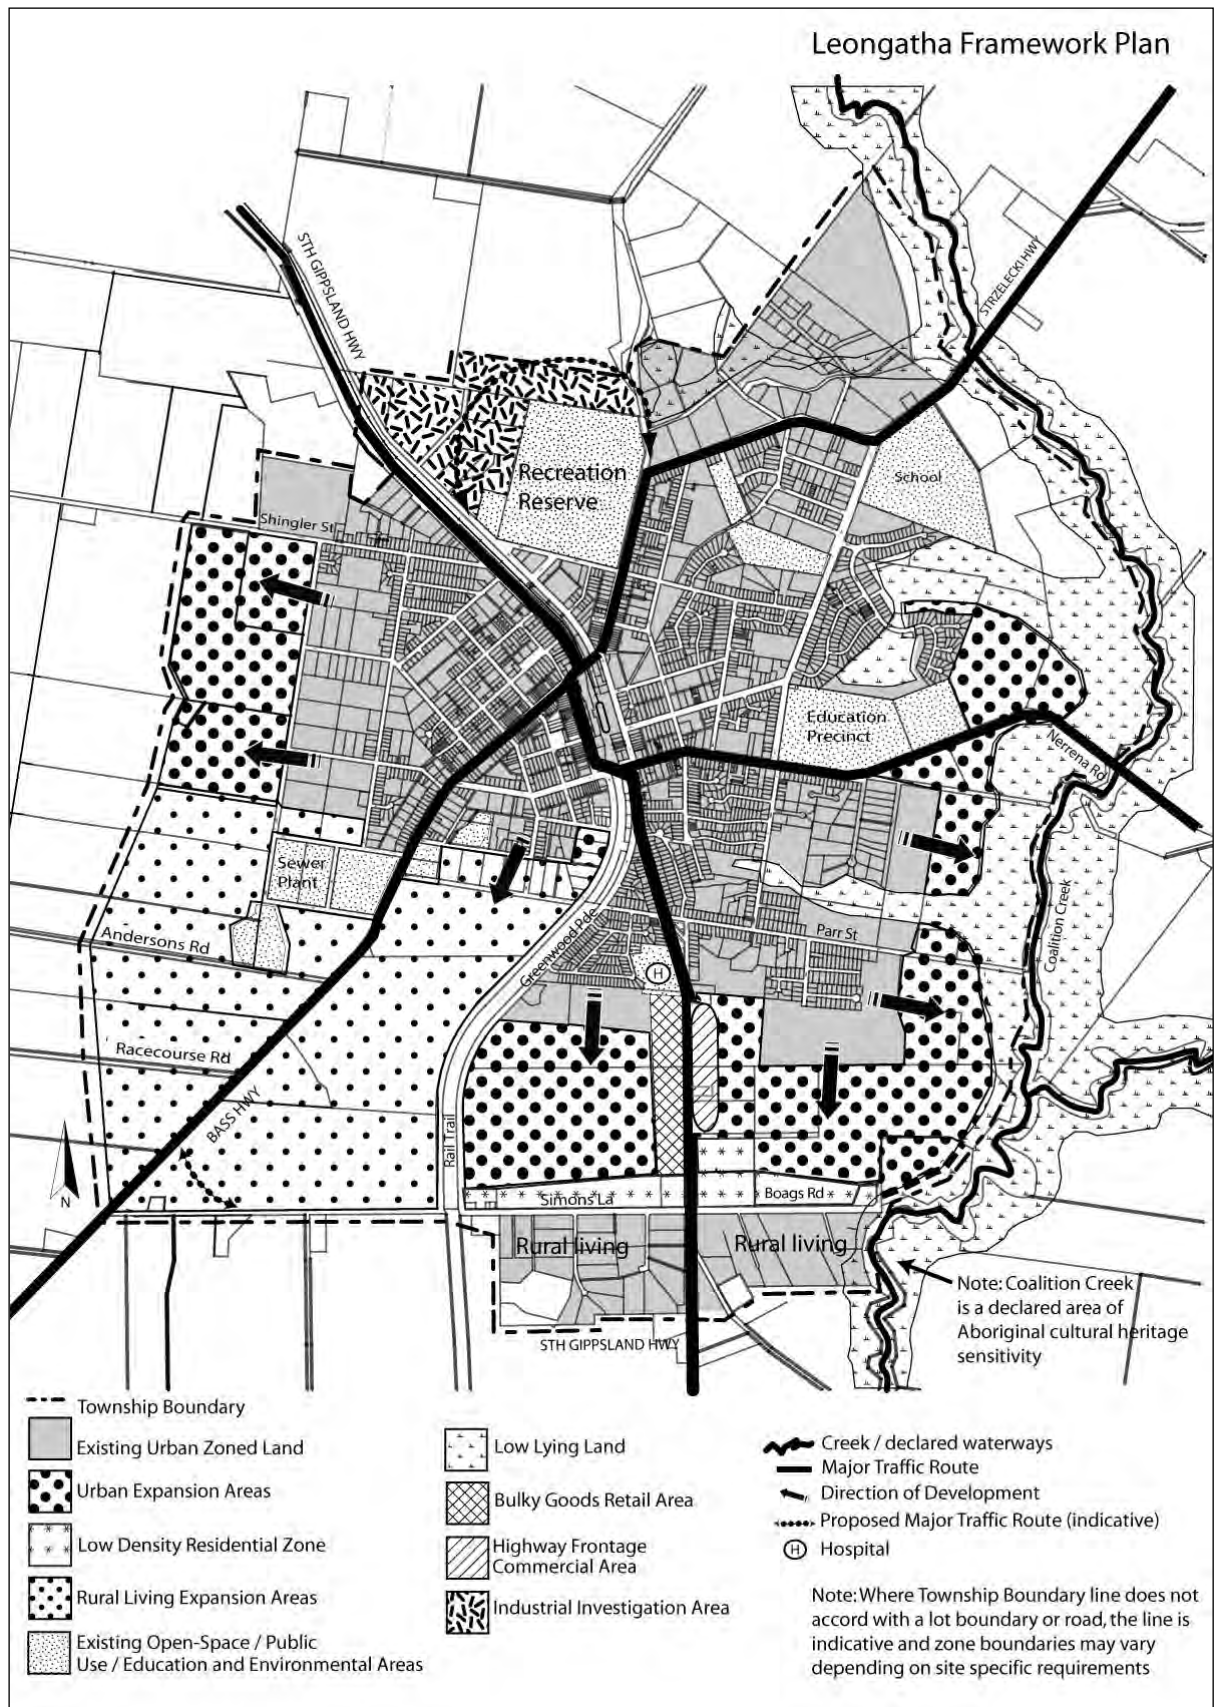 Leongatha Framework Plan
STH GIPPSLAND HWY
STRZELECKI HWY
Recreation
Reserve
School
Shingler St
Education
Precinct
Nerrena Rd
Sewer
Plant
Coalition Creek
Greenwood Pde
Parr St
Andersons Rd
H
Racecourse Rd
BASS HWY
Rail Trail
N
Simons La
Boags Rd
Rural living
Rural living
Note: Coalition Creek
is a declared area of
Aboriginal cultural heritage
sensitivity
STH GIPPSLAND HWY
Township Boundary
Existing Urban Zoned Land
Urban Expansion Areas
Low Density Residential Zone
Rural Living Expansion Areas
Existing Open-Space / Public
Use / Education and Environmental Areas
Low Lying Land
Bulky Goods Retail Area
Highway Frontage
Commercial Area
Industrial Investigation Area
Creek / declared waterways
Major Traffic Route
Direction of Development
Proposed Major Traffic Route (indicative)
H Hospital
Note: Where Township Boundary line does not
accord with a lot boundary or road, the line is
indicative and zone boundaries may vary
depending on site specific requirements